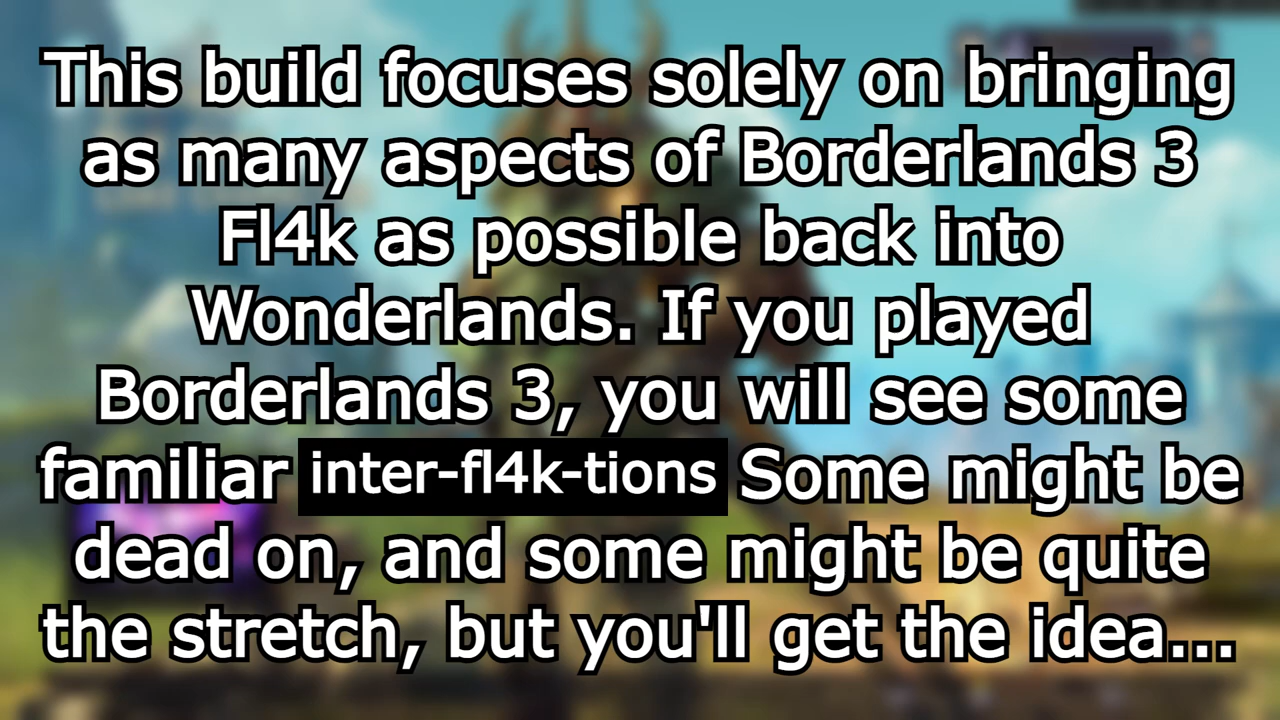 This build focuses solely on bringing
as many aspects of Borderlands 3
Fl4k as possible back into
Wonderlands. If you played
Borderlands 3, you will see some
familiar inter-fl4k-tions Some might be
dead on, and some might be quite
the stretch, but you'll get the idea...